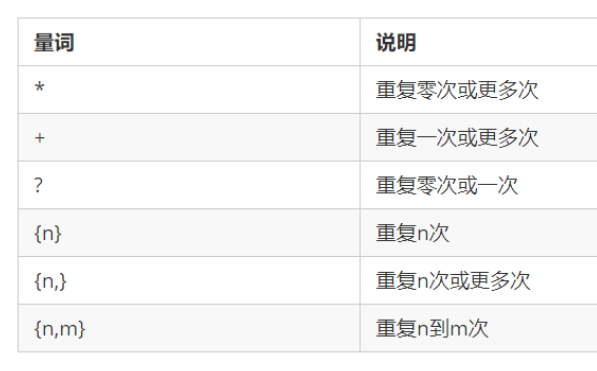 量词 说明
* 重复零次或更多次
+ 重复一次或更多次
? 重复零次或一次
{n} 重复n次
{n,} 重复n次或更多次
{n,m} 重复n到m次